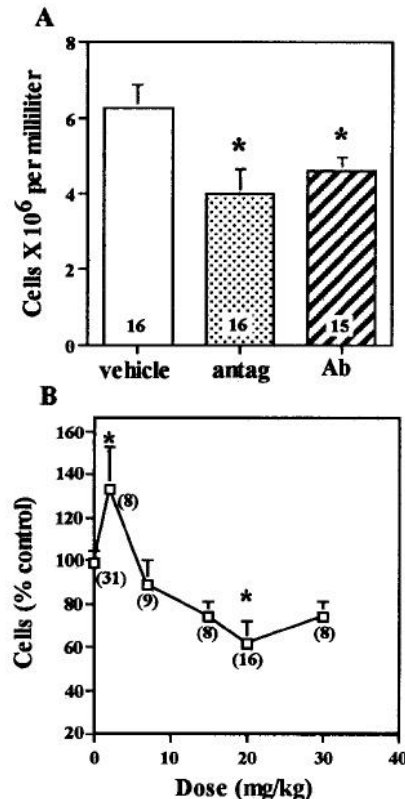 A
Cells X 10⁶ per milliliter
8
6
4
2
0
* *
16 16 15
vehicle antag Ab
B
Cells (% control)
160
140
120
100
80
60
40
20
*
(8)
(31)
(9)
(8)
*
(16)
(8)
0 10 20 30 40
Dose (mg/kg)